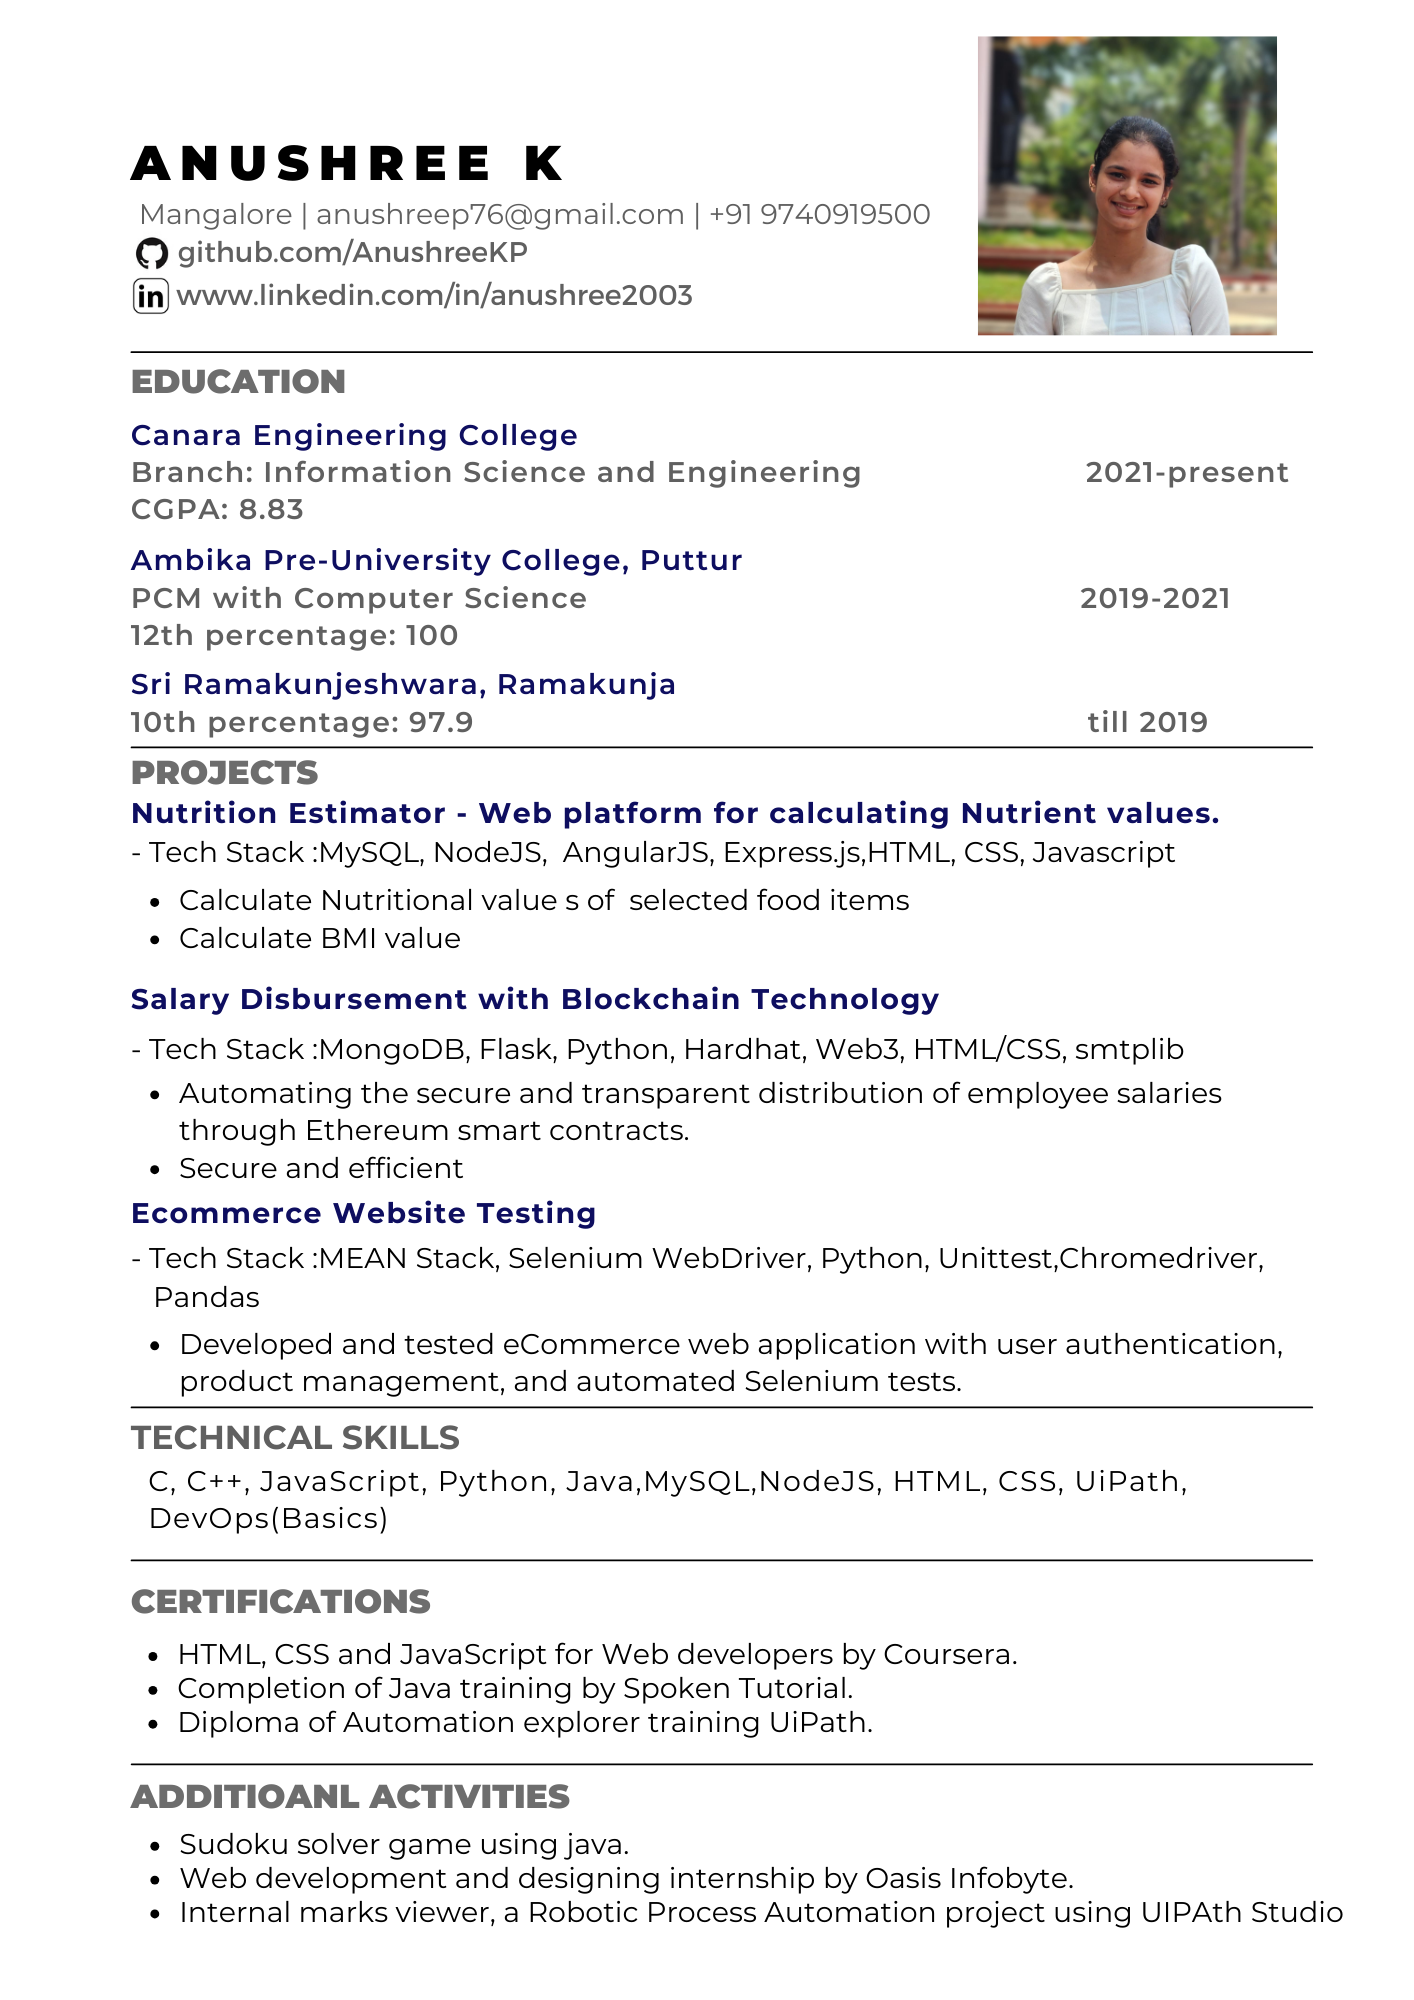 ANUSHREE K
Mangalore | anushreep76@gmail.com | +91 9740919500
github.com/AnushreeKP
in www.linkedin.com/in/anushree2003
EDUCATION
Canara Engineering College
Branch: Information Science and Engineering 2021-present
CGPA: 8.83
Ambika Pre-University College, Puttur
PCM with Computer Science 2019-2021
12th percentage: 100
Sri Ramakunjeshwara, Ramakunja
10th percentage: 97.9 till 2019
PROJECTS
Nutrition Estimator - Web platform for calculating Nutrient values.
- Tech Stack :MySQL, NodeJS,  AngularJS, Express.js,HTML, CSS, Javascript
• Calculate Nutritional value s of  selected food items
• Calculate BMI value
Salary Disbursement with Blockchain Technology
- Tech Stack :MongoDB, Flask, Python, Hardhat, Web3, HTML/CSS, smtplib
• Automating the secure and transparent distribution of employee salaries
through Ethereum smart contracts.
• Secure and efficient
Ecommerce Website Testing
- Tech Stack :MEAN Stack, Selenium WebDriver, Python, Unittest,Chromedriver,
Pandas
• Developed and tested eCommerce web application with user authentication,
product management, and automated Selenium tests.
TECHNICAL SKILLS
C, C++, JavaScript, Python, Java,MySQL,NodeJS, HTML, CSS, UiPath,
DevOps(Basics)
CERTIFICATIONS
• HTML, CSS and JavaScript for Web developers by Coursera.
• Completion of Java training by Spoken Tutorial.
• Diploma of Automation explorer training UiPath.
ADDITIOANL ACTIVITIES
• Sudoku solver game using java.
• Web development and designing internship by Oasis Infobyte.
• Internal marks viewer, a Robotic Process Automation project using UIPAth Studio